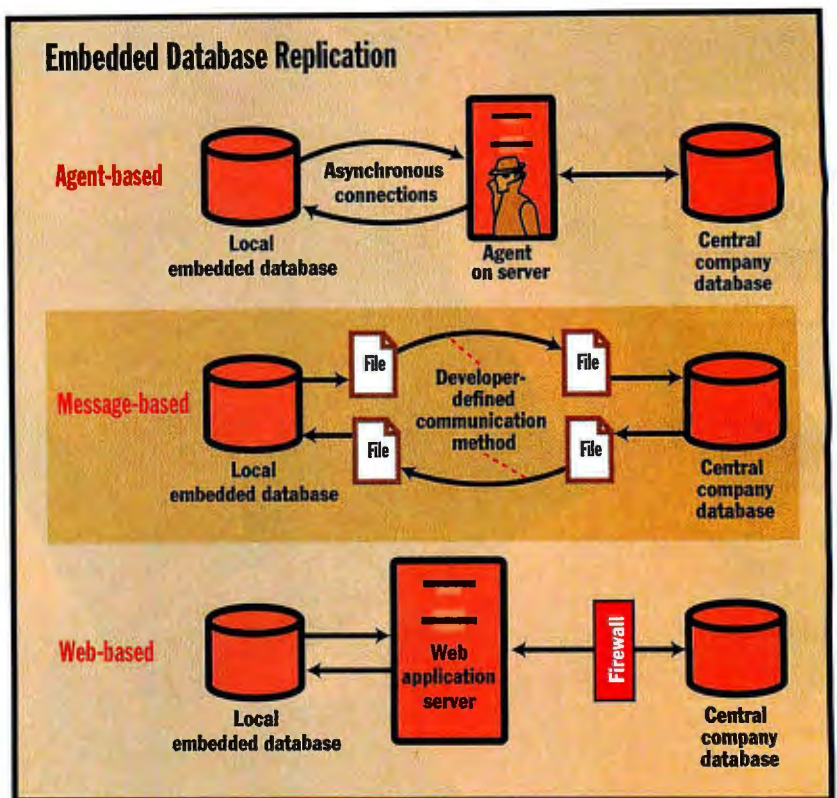 Embedded Database Replication
Agent-based
Local
embedded database
Asynchronous
connections
Agent
on server
Central
company
database
Message-based
Local
embedded database
File
File
Developer-
defined
communication
method
File
File
Central
company
database
Web-based
Local
embedded database
Web
application
server
Firewall
Central
company
database